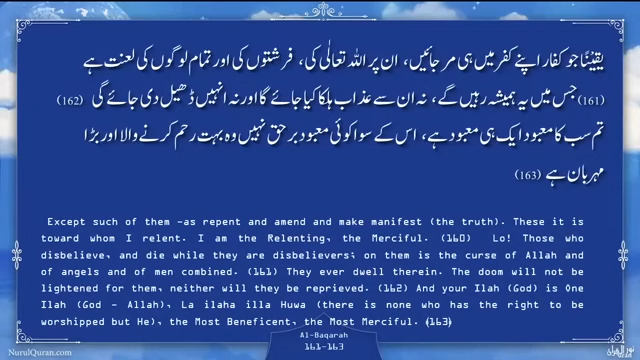 یقیناً جو کفار اپنے کفر میں ہی مرجائیں، ان پر اللہ تعالٰی کی، فرشتوں کی اور تمام لوگوں کی لعنت ہے
(161) جس میں یہ ہمیشہ رہیں گے، نہ ان سے عذاب ہلکا کیا جائے گا اور نہ انہیں ڈھیل دی جائے گی (162)
تم سب کا معبود ایک ہی معبود ہے، اس کے سوا کوئی معبود برحق نہیں وہ بہت رحم کرنے والا اور بڑا
مہربان ہے (163)
Except such of them -as repent and amend and make manifest (the truth). These it is
toward whom I relent. I am the Relenting, the Merciful. (160) Lo! Those who
disbelieve, and die while they are disbelievers; on them is the curse of Allah and
of angels and of men combined. (161) They ever dwell therein. The doom will not be
lightened for them, neither will they be reprieved. (162) And your Ilah (God) is One
Ilah (God - Allah), La ilaha illa Huwa (there is none who has the right to be
worshipped but He), the Most Beneficent, the Most Merciful. (163)
Al-Baqarah
161-163
NurulQuran.com